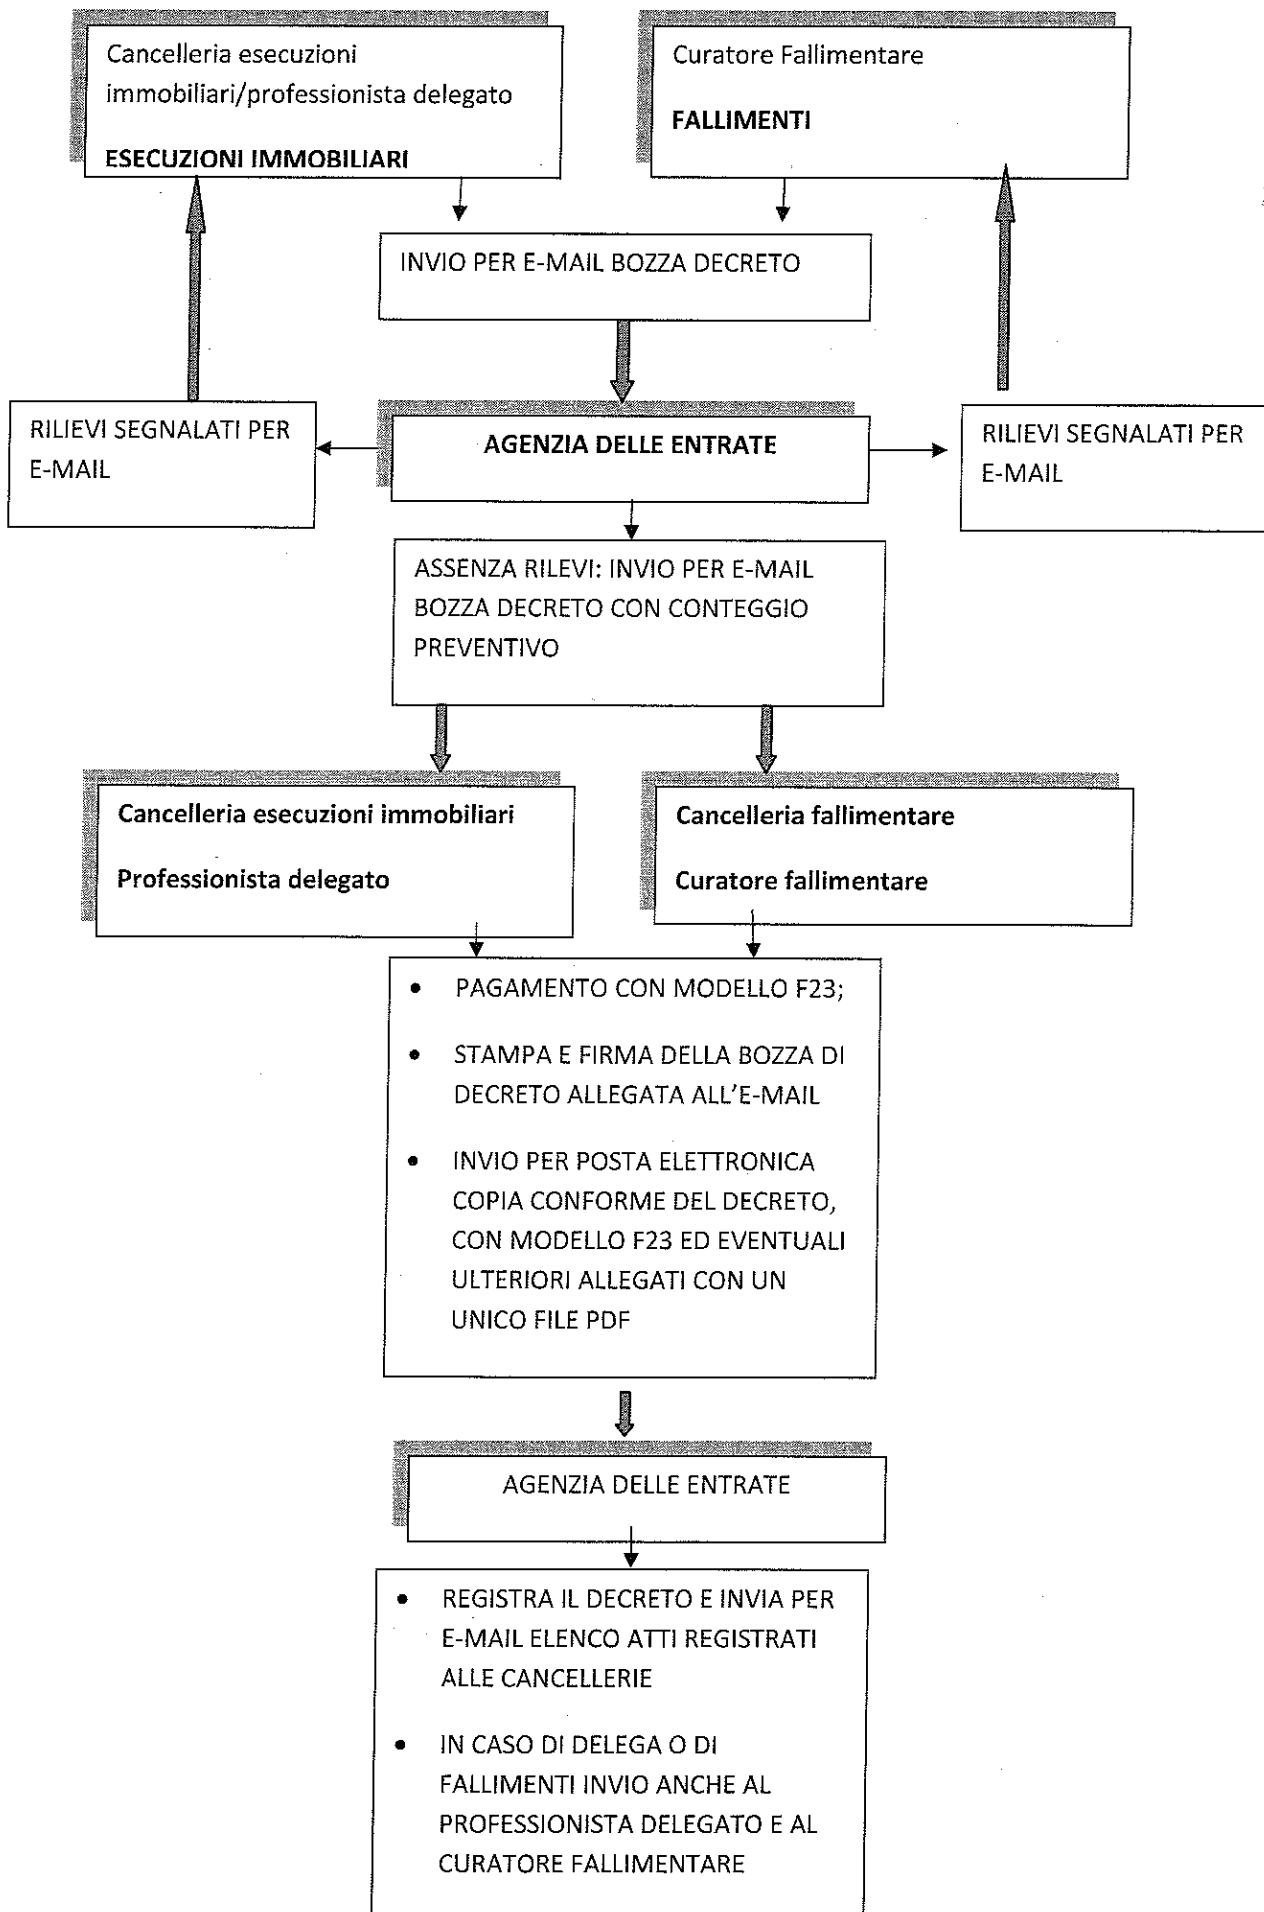 Cancelleria esecuzioni
immobiliari/professionista delegato
ESECUZIONI IMMOBILIARI
Curatore Fallimentare
FALLIMENTI
INVIO PER E-MAIL BOZZA DECRETO
RILIEVI SEGNALATI PER
E-MAIL
AGENZIA DELLE ENTRATE
RILIEVI SEGNALATI PER
E-MAIL
ASSENZA RILEVI: INVIO PER E-MAIL
BOZZA DECRETO CON CONTEGGIO
PREVENTIVO
Cancelleria esecuzioni immobiliari
Professionista delegato
Cancelleria fallimentare
Curatore fallimentare
• PAGAMENTO CON MODELLO F23;
• STAMPA E FIRMA DELLA BOZZA DI
DECRETO ALLEGATA ALL'E-MAIL
• INVIO PER POSTA ELETTRONICA
COPIA CONFORME DEL DECRETO,
CON MODELLO F23 ED EVENTUALI
ULTERIORI ALLEGATI CON UN
UNICO FILE PDF
AGENZIA DELLE ENTRATE
• REGISTRA IL DECRETO E INVIA PER
E-MAIL ELENCO ATTI REGISTRATI
ALLE CANCELLERIE
• IN CASO DI DELEGA O DI
FALLIMENTI INVIO ANCHE AL
PROFESSIONISTA DELEGATO E AL
CURATORE FALLIMENTARE